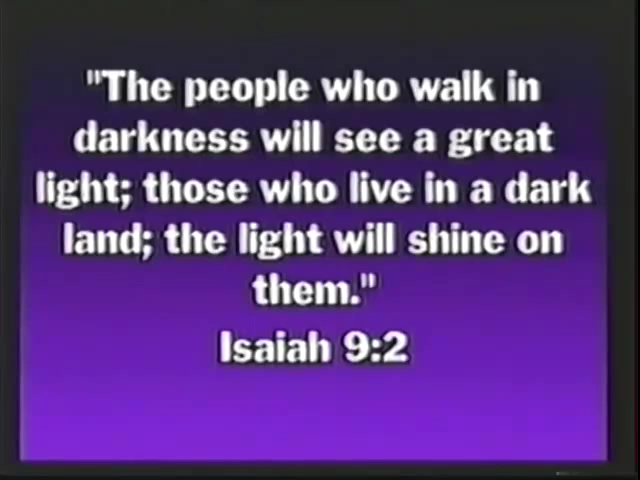 "The people who walk in
darkness will see a great
light; those who live in a dark
land; the light will shine on
them."
Isaiah 9:2